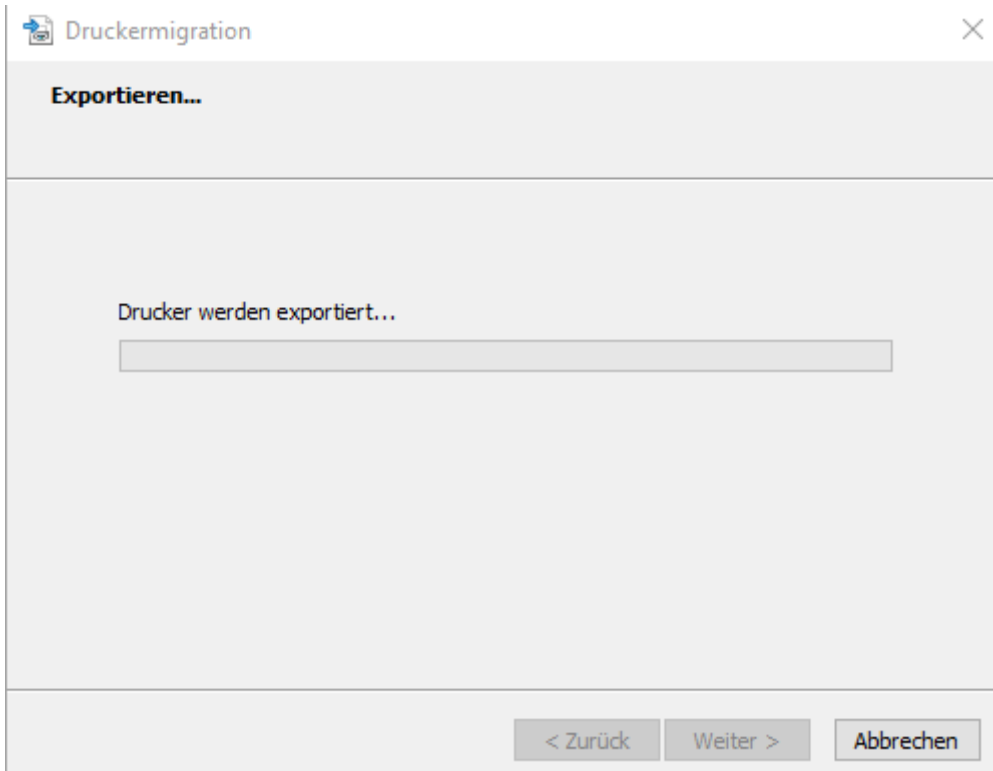 Druckermigration
Exportieren...
Drucker werden exportiert...
< Zurück
Weiter >
Abbrechen